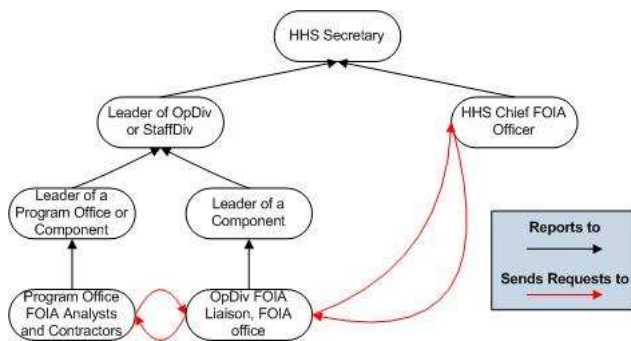 HHS Secretary
Leader of OpDiv
or StaffDiv
HHS Chief FOIA
Officer
Leader of a
Program Office or
Component
Leader of a
Component
Reports to
Sends Requests to
Program Office
FOIA Analysts
and Contractors
OpDiv FOIA
Liaison, FOIA
office